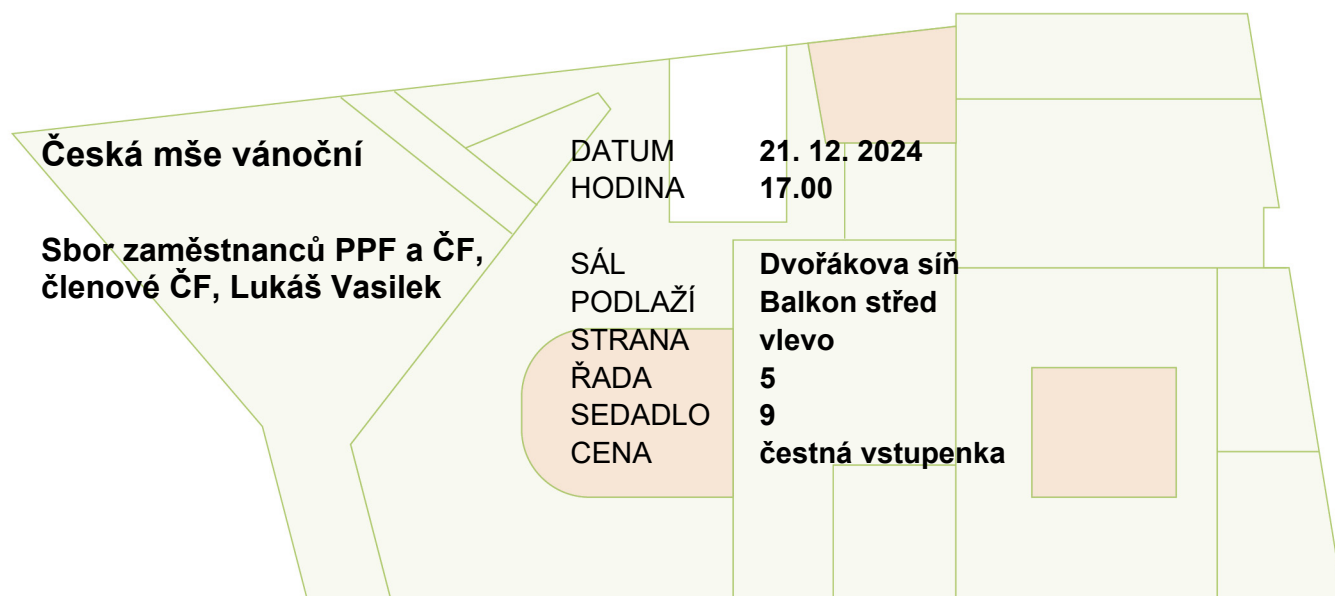 Česká mše vánoční
Sbor zaměstnanců PPF a ČF,
členové ČF, Lukáš Vasilek
DATUM 21. 12. 2024
HODINA 17.00
SÁL Dvořákova síň
PODLAŽÍ Balkon střed
STRANA vlevo
ŘADA 5
SEDADLO 9
CENA čestná vstupenka